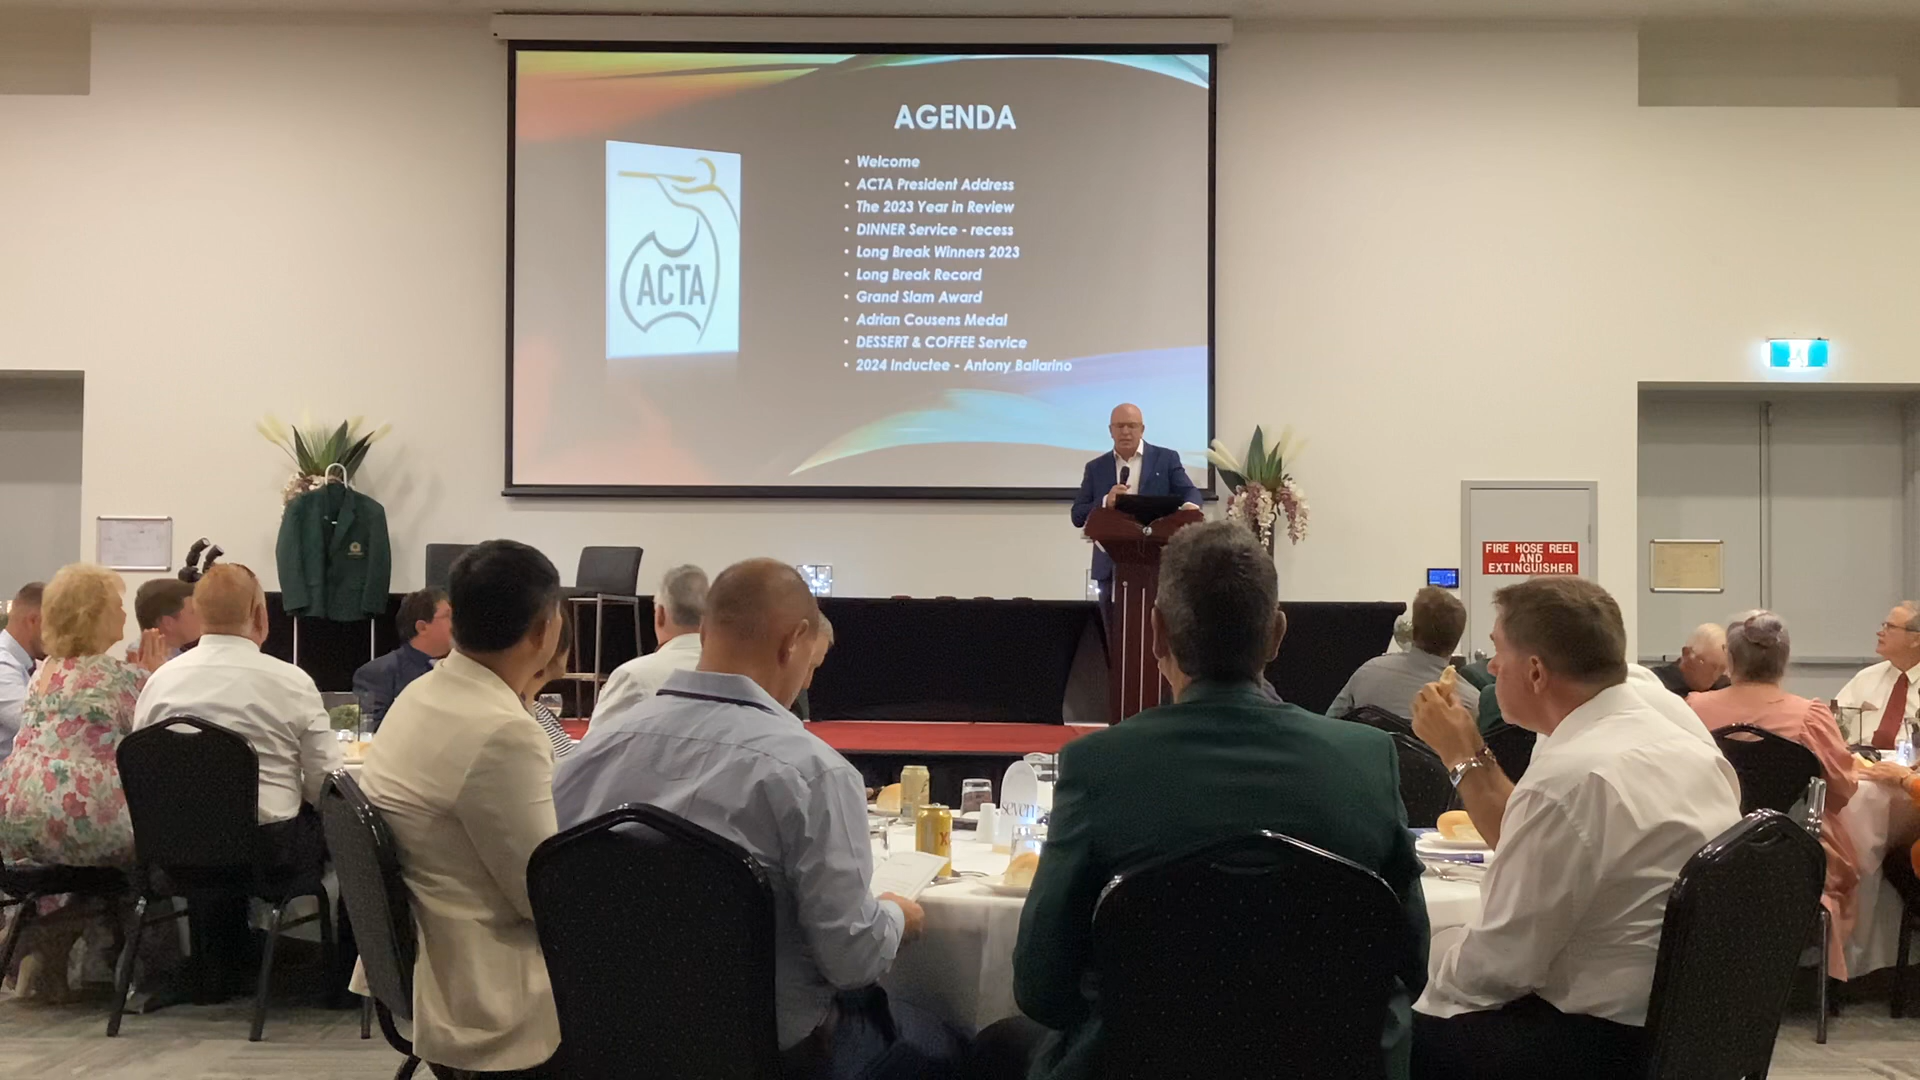 AGENDA
• Welcome
• ACTA President Address
• The 2023 Year in Review
• DINNER Service - recess
• Long Break Winners 2023
• Long Break Record
• Grand Slam Award
• Adrian Cousens Medal
• DESSERT & COFFEE Service
• 2024 Inductee - Antony Ballarino
ACTA
FIRE HOSE REEL
AND
EXTINGUISHER
seven